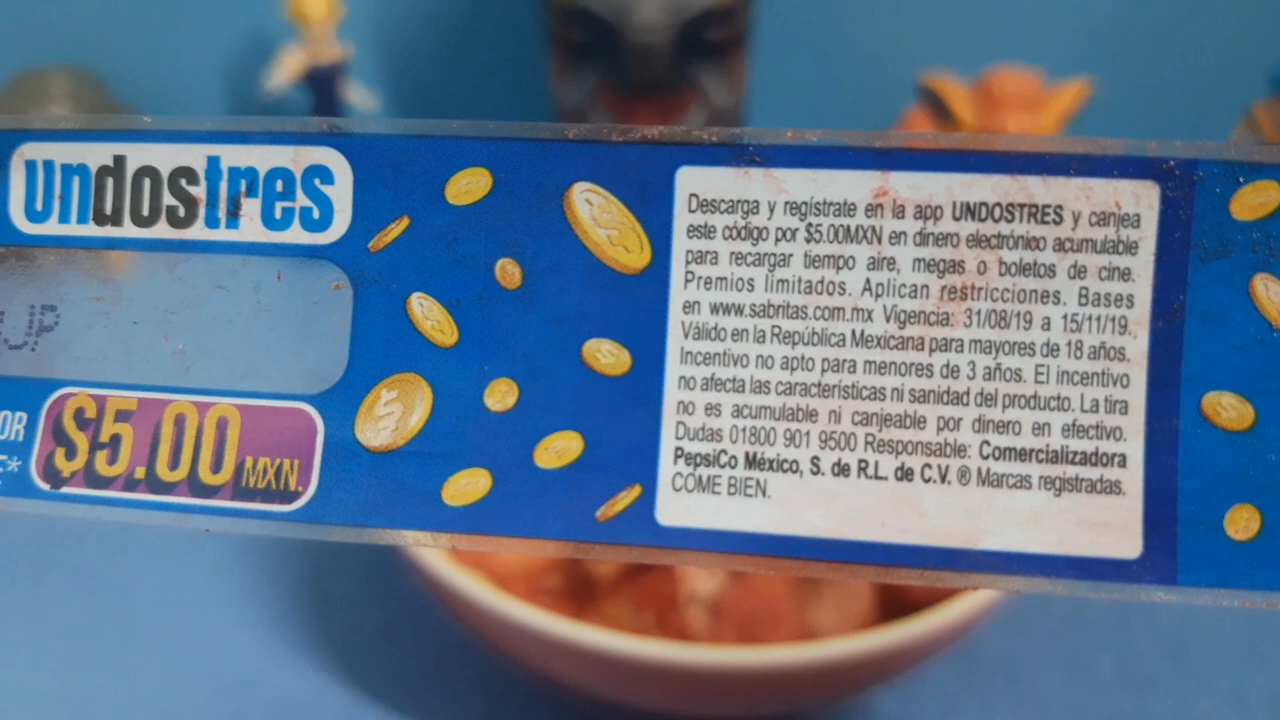 undostres
UP
OR
$5.00 MXN.
E*
Descarga y regístrate en la app UNDOSTRES y canjea
este código por $5.00MXN en dinero electrónico acumulable
para recargar tiempo aire, megas o boletos de cine.
Premios limitados. Aplican restricciones. Bases
en www.sabritas.com.mx Vigencia: 31/08/19 a 15/11/19.
Válido en la República Mexicana para mayores de 18 años.
Incentivo no apto para menores de 3 años. El incentivo
no afecta las características ni sanidad del producto. La tira
no es acumulable ni canjeable por dinero en efectivo.
Dudas 01800 901 9500 Responsable: Comercializadora
PepsiCo México, S. de R.L. de C.V. ® Marcas registradas.
COME BIEN.